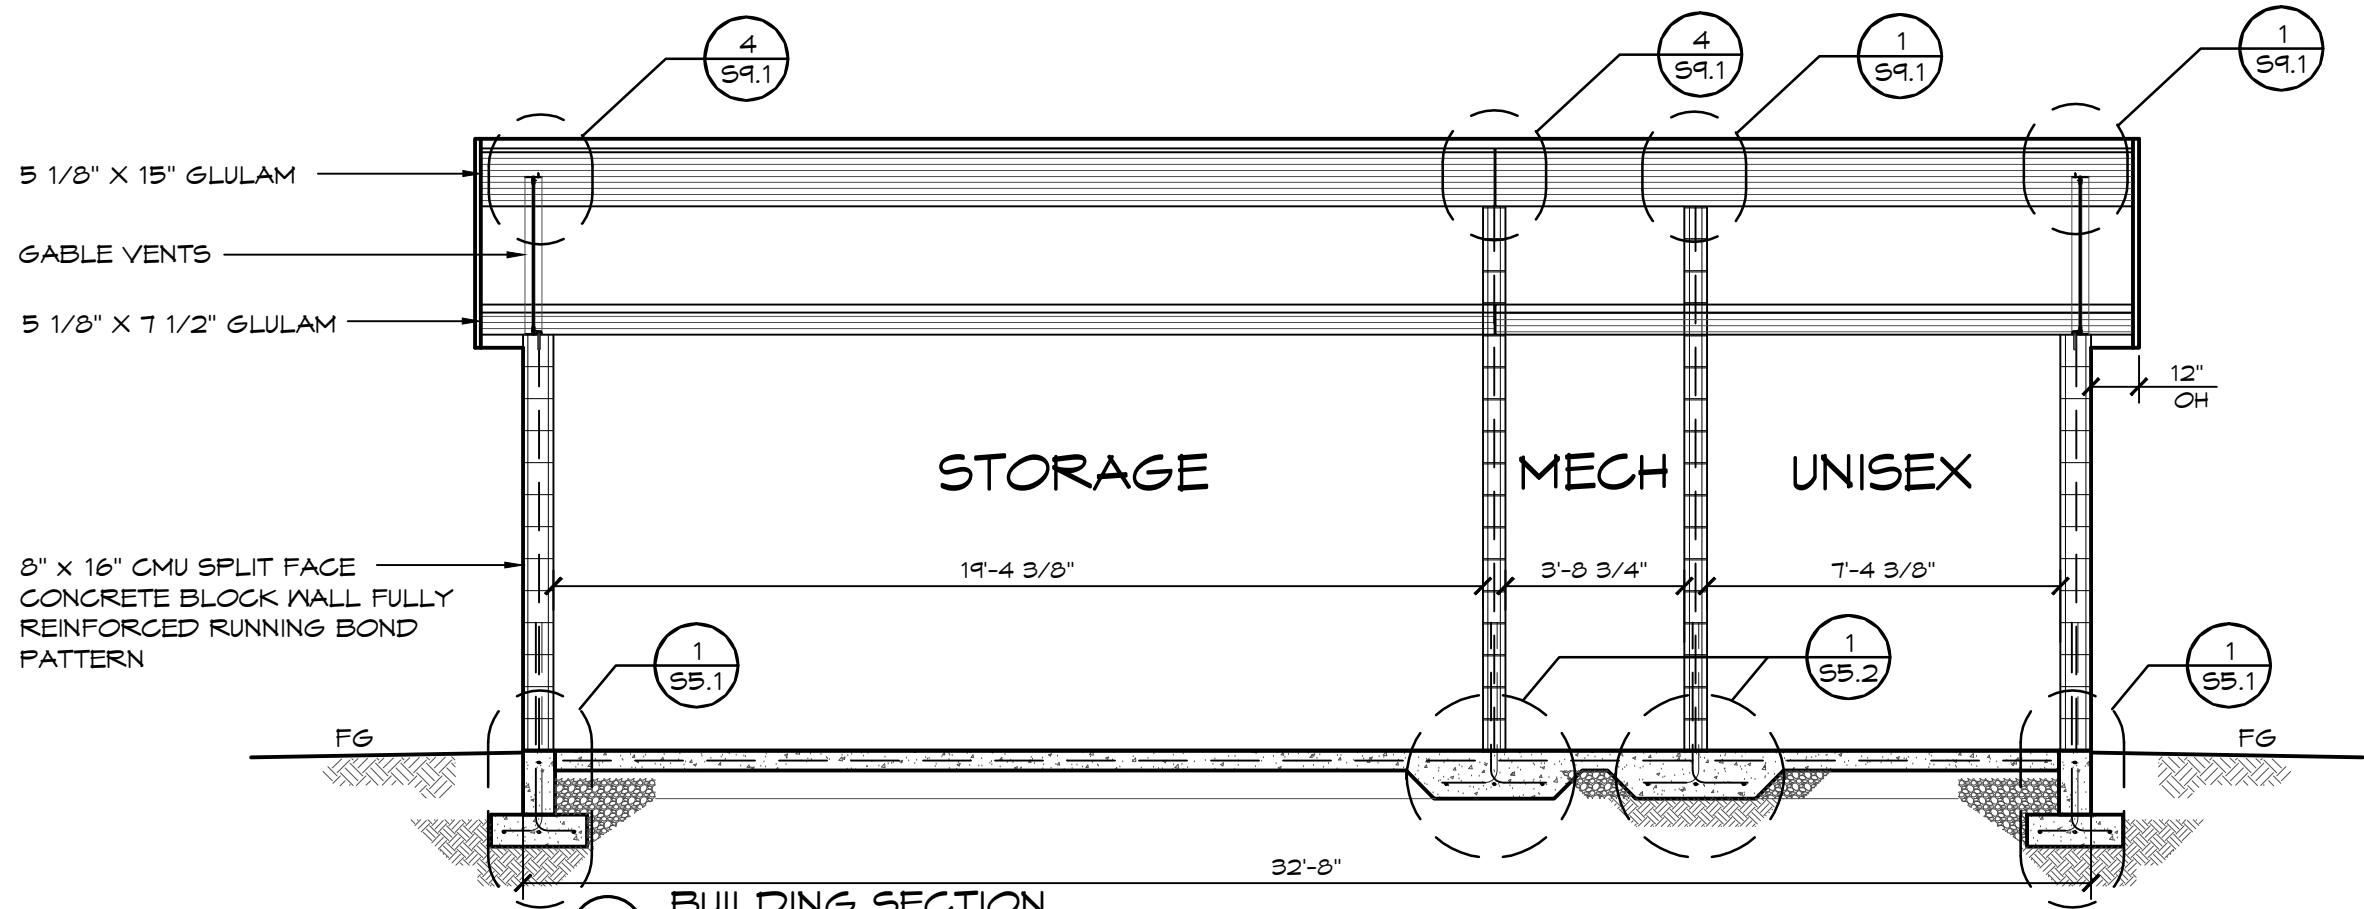 4
S9.1
4
S9.1
1
S9.1
1
S9.1
5 1/8" X 15" GLULAM
GABLE VENTS
5 1/8" X 7 1/2" GLULAM
12"
OH
STORAGE
MECH
UNISEX
8" X 16" CMU SPLIT FACE
CONCRETE BLOCK WALL FULLY
REINFORCED RUNNING BOND
PATTERN
19'-4 3/8"
3'-8 3/4"
7'-4 3/8"
1
S5.1
1
S5.2
1
S5.1
FG
FG
32'-8"
BUILDING SECTION